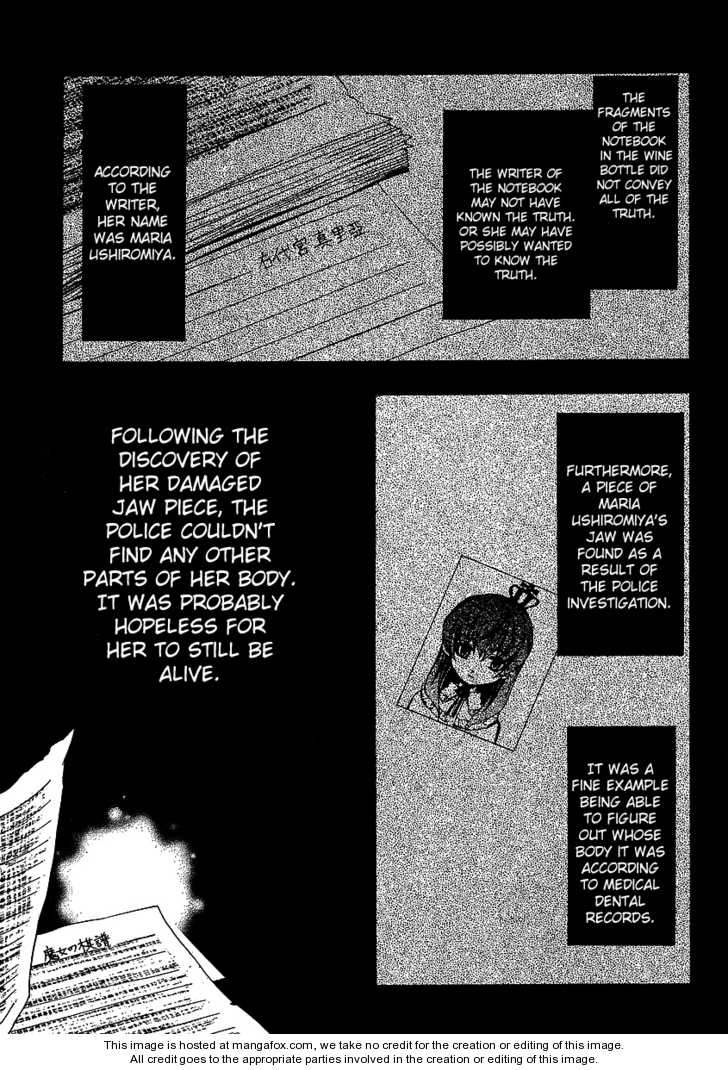 THE
FRAGMENTS
OF THE
NOTEBOOK
IN THE WINE
BOTTLE DID
NOT CONVEY
ALL OF THE
TRUTH.
THE WRITER OF
THE NOTEBOOK
MAY NOT HAVE
KNOWN THE TRUTH.
OR SHE MAY HAVE
POSSIBLY WANTED
TO KNOW THE
TRUTH.
ACCORDING
TO THE
WRITER,
HER NAME
WAS MARIA
USHIROMIYA.
右代宮真里亞
FURTHERMORE,
A PIECE OF
MARIA
USHIROMIYA'S
JAW WAS
FOUND AS A
RESULT OF
THE POLICE
INVESTIGATION.
IT WAS A
FINE EXAMPLE
BEING ABLE
TO FIGURE
OUT WHOSE
BODY IT WAS
ACCORDING
TO MEDICAL
DENTAL
RECORDS.
FOLLOWING THE
DISCOVERY OF
HER DAMAGED
JAW PIECE, THE
POLICE COULDN'T
FIND ANY OTHER
PARTS OF HER BODY.
IT WAS PROBABLY
HOPELESS FOR
HER TO STILL BE
ALIVE.
魔女の棋譜
This image is hosted at mangafox.com, we take no credit for the creation or editing of this image.
All credit goes to the appropriate parties involved in the creation or editing of this image.